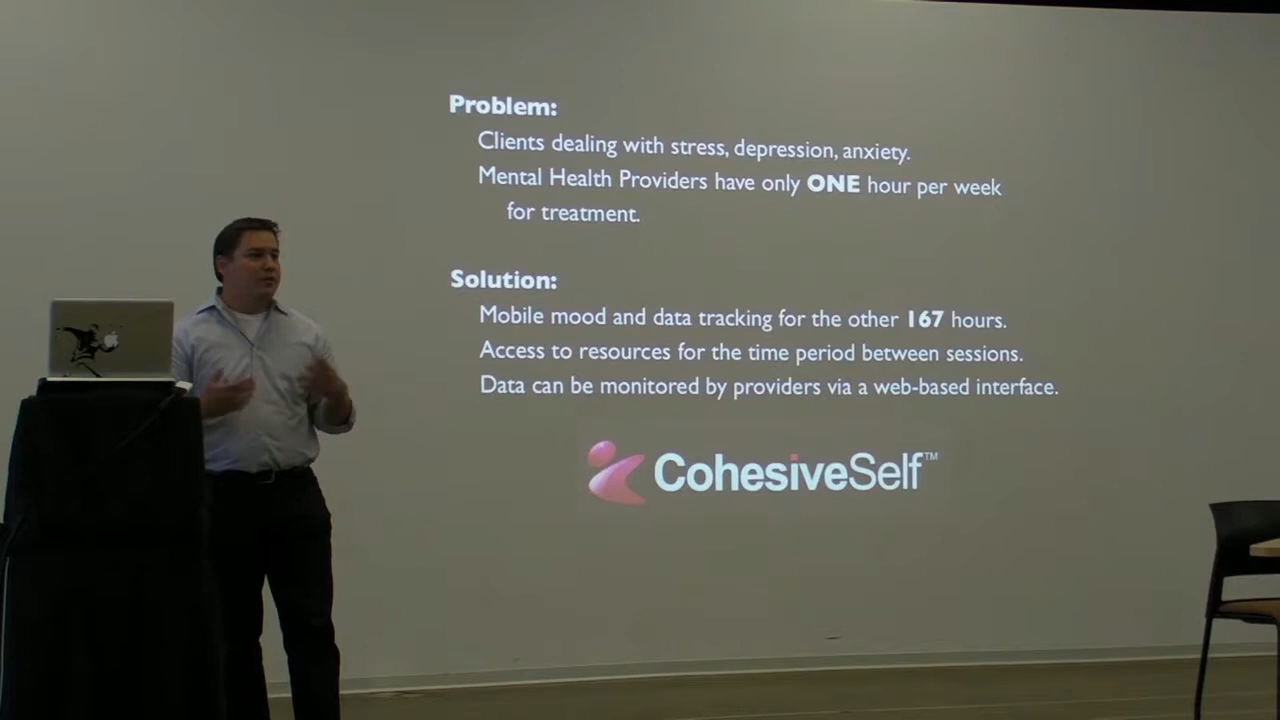 Problem:
Clients dealing with stress, depression, anxiety.
Mental Health Providers have only ONE hour per week
for treatment.
Solution:
Mobile mood and data tracking for the other 167 hours.
Access to resources for the time period between sessions.
Data can be monitored by providers via a web-based interface.
CohesiveSelf™